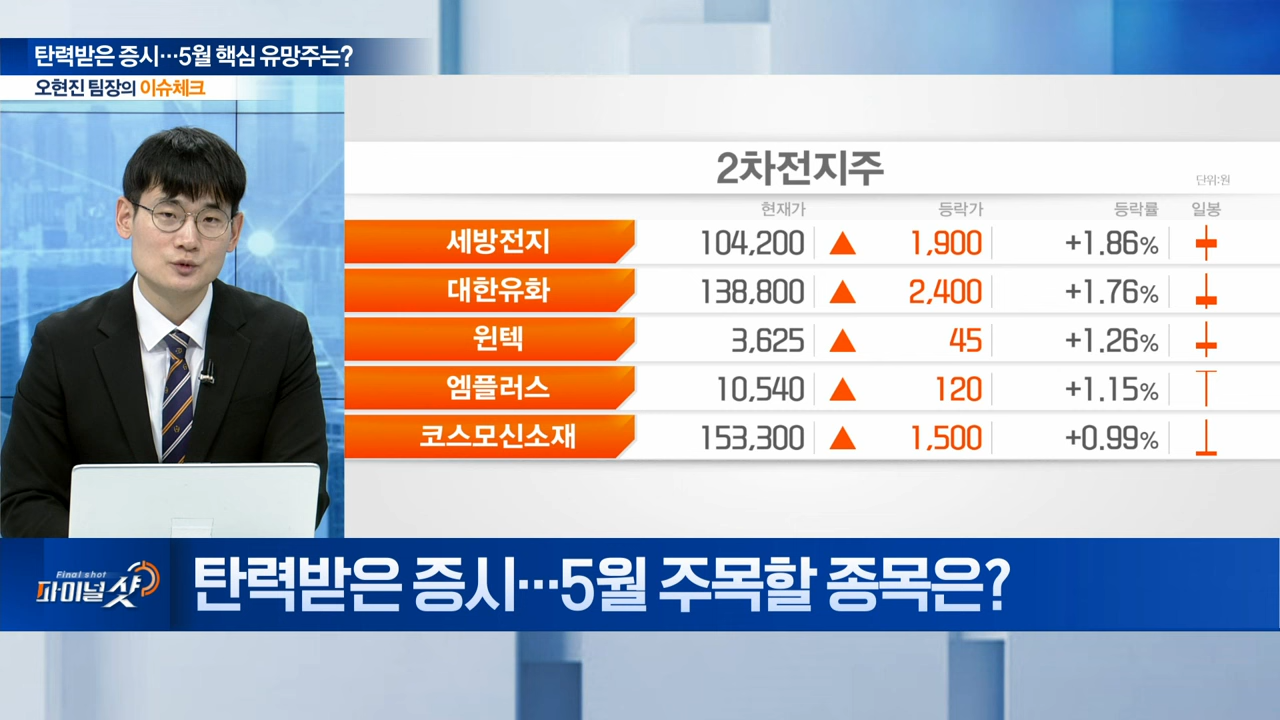 탄력받은 증시…5월 핵심 유망주는?
오현진 팀장의 이슈체크
2차전지주
단위:원
현재가 등락가 등락률 일봉
세방전지 104,200 ▲ 1,900 +1.86%
대한유화 138,800 ▲ 2,400 +1.76%
윈텍 3,625 ▲ 45 +1.26%
엠플러스 10,540 ▲ 120 +1.15%
코스모신소재 153,300 ▲ 1,500 +0.99%
Final shot
파이널 샷
탄력받은 증시…5월 주목할 종목은?